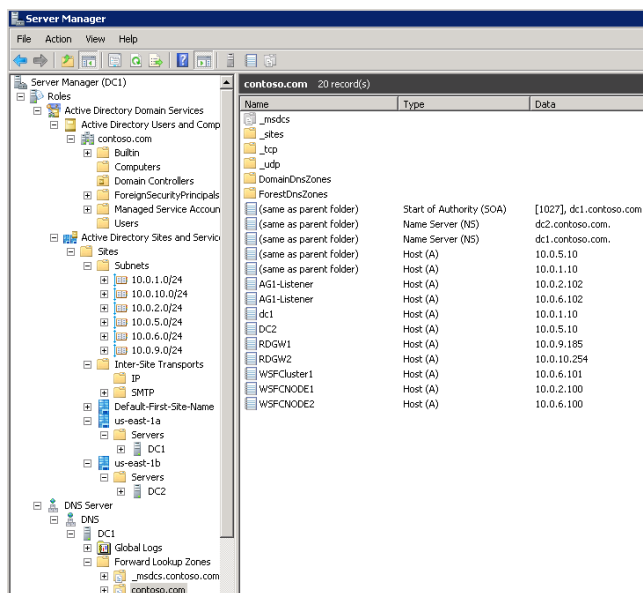 Server Manager
File Action View Help
Server Manager (DC1)
Roles
Active Directory Domain Services
Active Directory Users and Comp
contoso.com
Builtin
Computers
Domain Controllers
ForeignSecurityPrincipals
Managed Service Accoun
Users
Active Directory Sites and Service
Sites
Subnets
10.0.1.0/24
10.0.10.0/24
10.0.2.0/24
10.0.5.0/24
10.0.6.0/24
10.0.9.0/24
Inter-Site Transports
IP
SMTP
Default-First-Site-Name
us-east-1a
Servers
DC1
us-east-1b
Servers
DC2
DNS Server
DNS
DC1
Global Logs
Forward Lookup Zones
_msdcs.contoso.com
contoso.com
contoso.com 20 record(s)
Name Type Data
_msdcs
_sites
_tcp
_udp
DomainDnsZones
ForestDnsZones
(same as parent folder) Start of Authority (SOA) [1027], dc1.contoso.com
(same as parent folder) Name Server (NS) dc2.contoso.com.
(same as parent folder) Name Server (NS) dc1.contoso.com.
(same as parent folder) Host (A) 10.0.5.10
(same as parent folder) Host (A) 10.0.1.10
AG1-Listener Host (A) 10.0.2.102
AG1-Listener Host (A) 10.0.6.102
dc1 Host (A) 10.0.1.10
DC2 Host (A) 10.0.5.10
RDGW1 Host (A) 10.0.9.185
RDGW2 Host (A) 10.0.10.254
WSFCluster1 Host (A) 10.0.6.101
WSFCNODE1 Host (A) 10.0.2.100
WSFCNODE2 Host (A) 10.0.6.100